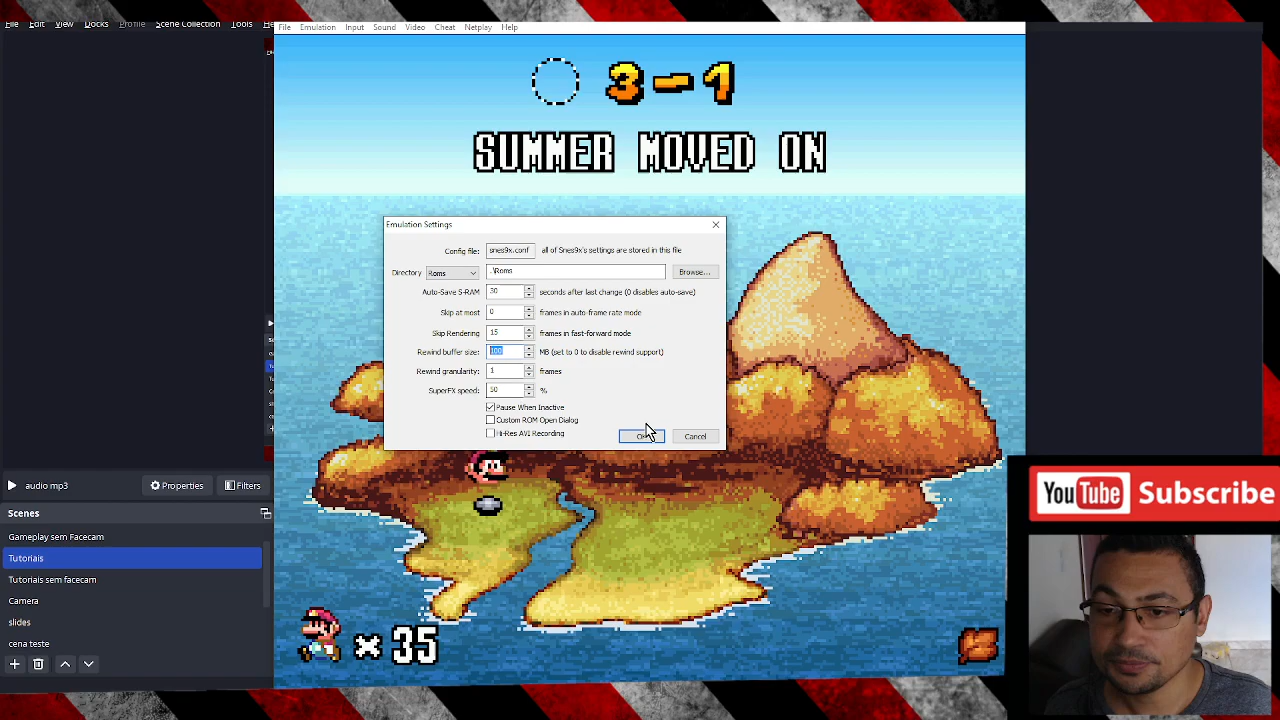 File Edit View Docks Profile Scene Collection Tools
File Emulation Input Sound Video Cheat Netplay Help
3-1
SUMMER MOVED ON
Emulation Settings
Config file: snes9x.conf all of Snes9x's settings are stored in this file
Directory Roms .\Roms Browse...
Auto-Save S-RAM 30 seconds after last change (0 disables auto-save)
Skip at most 0 frames in auto-frame rate mode
Skip Rendering 15 frames in fast-forward mode
Rewind buffer size: 100 MB (set to 0 to disable rewind support)
Rewind granularity: 1 frames
SuperFX speed: 50 %
Pause When Inactive
Custom ROM Open Dialog
Hi-Res AVI Recording
Cancel
audio mp3 Properties Filters
Scenes
Gameplay sem Facecam
Tutoriais
Tutoriais sem facecam
Camera
slides
cena teste
× 35
YouTube Subscribe